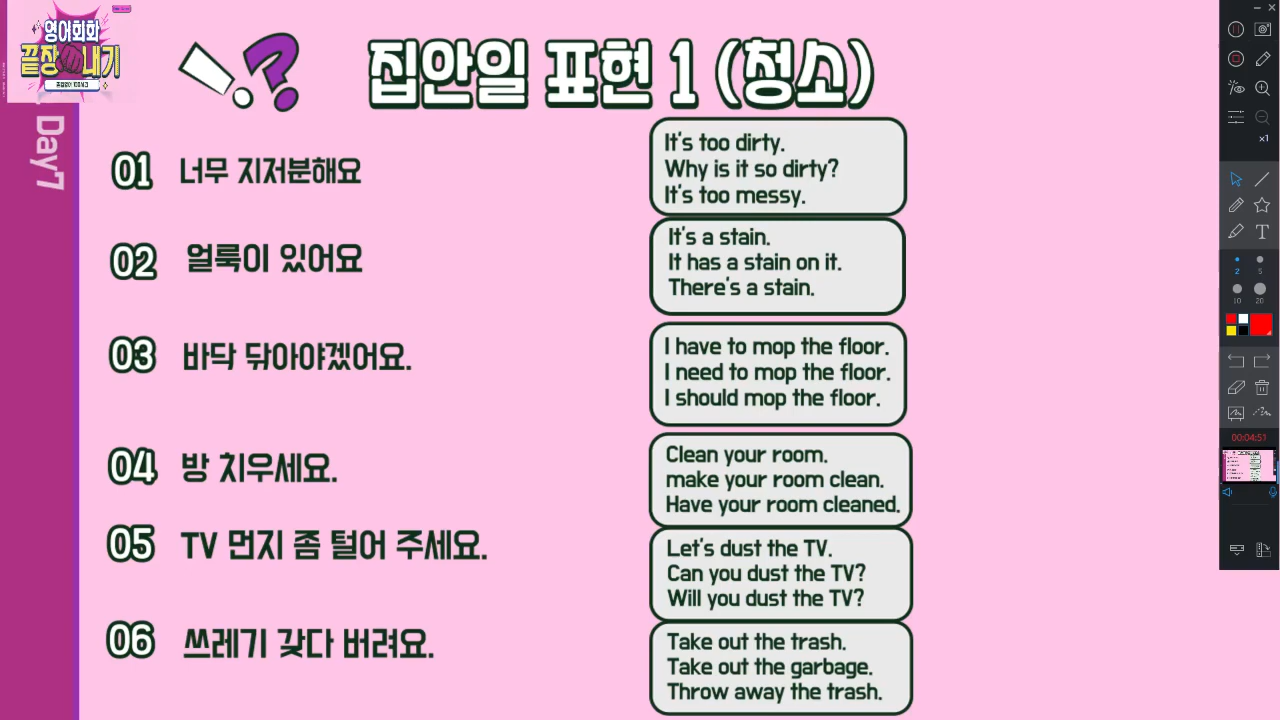 영어회화
끝장내기
Day7
집안일 표현 1 (청소)
01 너무 지저분해요
It's too dirty.
Why is it so dirty?
It's too messy.
02 얼룩이 있어요
It's a stain.
It has a stain on it.
There's a stain.
03 바닥 닦아야겠어요.
I have to mop the floor.
I need to mop the floor.
I should mop the floor.
04 방 치우세요.
Clean your room.
make your room clean.
Have your room cleaned.
05 TV 먼지 좀 털어 주세요.
Let's dust the TV.
Can you dust the TV?
Will you dust the TV?
06 쓰레기 갖다 버려요.
Take out the trash.
Take out the garbage.
Throw away the trash.
x1
2
5
10
20
00:04:51